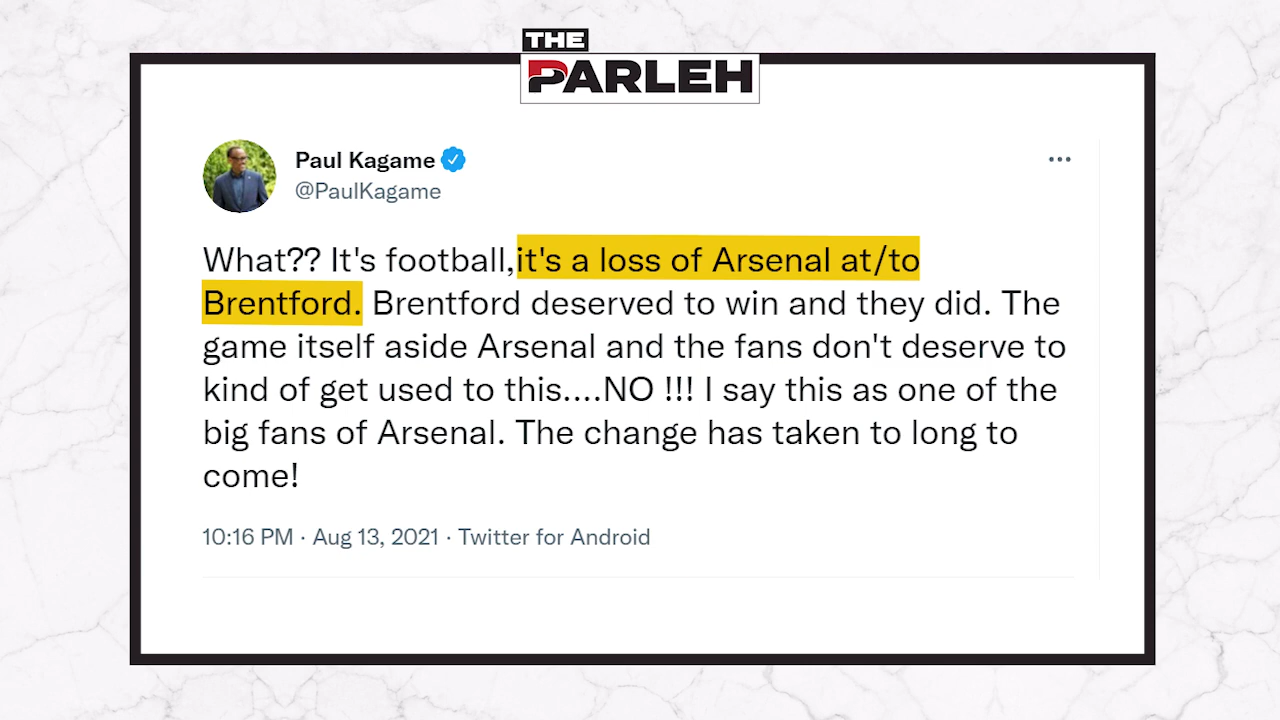 THE
PARLEH
Paul Kagame
@PaulKagame
What?? It's football,it's a loss of Arsenal at/to
Brentford. Brentford deserved to win and they did. The
game itself aside Arsenal and the fans don't deserve to
kind of get used to this....NO !!! I say this as one of the
big fans of Arsenal. The change has taken to long to
come!
10:16 PM · Aug 13, 2021 · Twitter for Android